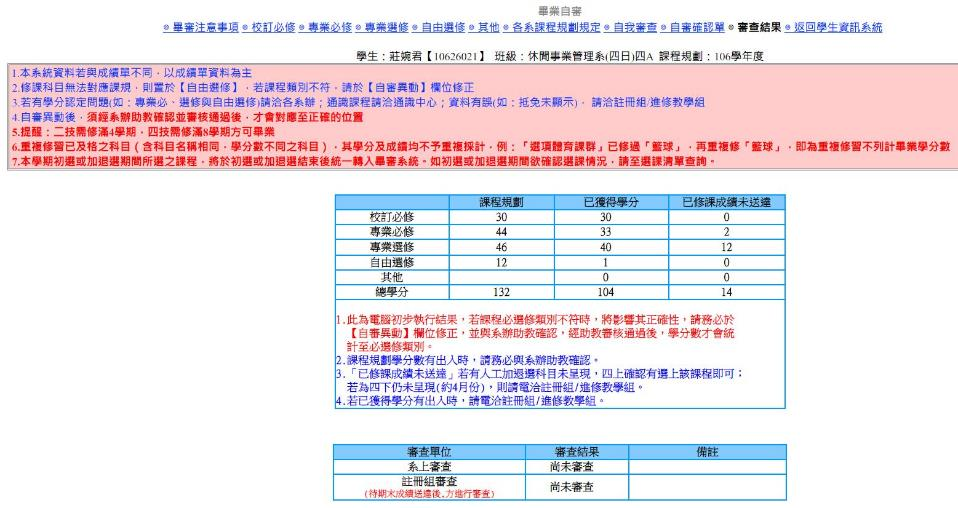 畢業自審
◎ 畢審注意事項 ◎ 校訂必修 ◎ 專業必修 ◎ 專業選修 ◎ 自由選修 ◎ 其他 ◎ 各系課程規劃規定 ◎ 自我審查 ◎ 自審確認單 ◎ 審查結果 ◎ 返回學生資訊系統
學生：莊婉君【10626021】 班級：休閒事業管理系(四日)四A 課程規劃：106學年度
1.本系統資料若與成績單不同，以成績單資料為主
2.修課科目無法對應課規，則置於【自由選修】，若課程類別不符，請於【自審異動】欄位修正
3.若有學分認定問題(如：專業必、選修與自由選修)請洽各系辦；通識課程請洽通識中心；資料有誤(如：抵免未顯示)，請洽註冊組/進修教學組
4.自審異動後，須經系辦助教確認並審核通過後，才會對應至正確的位置
5.提醒：二技需修滿4學期，四技需修滿8學期方可畢業
6.重複修習已及格之科目（含科目名稱相同，學分數不同之科目），其學分及成績均不予重複採計，例：「選項體育課群」已修過「籃球」，再重複修「籃球」，即為重複修習不列計畢業學分數
7.本學期初選或加退選期間所選之課程，將於初選或加退選結束後統一轉入畢審系統。如初選或加退選期間欲確認選課情況，請至選課清單查詢。
課程規劃 已獲得學分 已修課成績未送達
校訂必修 30 30 0
專業必修 44 33 2
專業選修 46 40 12
自由選修 12 1 0
其他 0 0
總學分 132 104 14
1.此為電腦初步執行結果，若課程必選修類別不符時，將影響其正確性，請務必於
【自審異動】欄位修正，並與系辦助教確認，經助教審核通過後，學分數才會統
計至必選修類別。
2.課程規劃學分數有出入時，請務必與系辦助教確認。
3.「已修課成績未送達」若有人工加退選科目未呈現，四上確認有選上該課程即可；
若為四下仍未呈現(約4月份)，則請電洽註冊組/進修教學組。
4.若已獲得學分有出入時，請電洽註冊組/進修教學組。
審查單位 審查結果 備註
系上審查 尚未審查
註冊組審查 尚未審查
(待期末成績送達後,方進行審查)